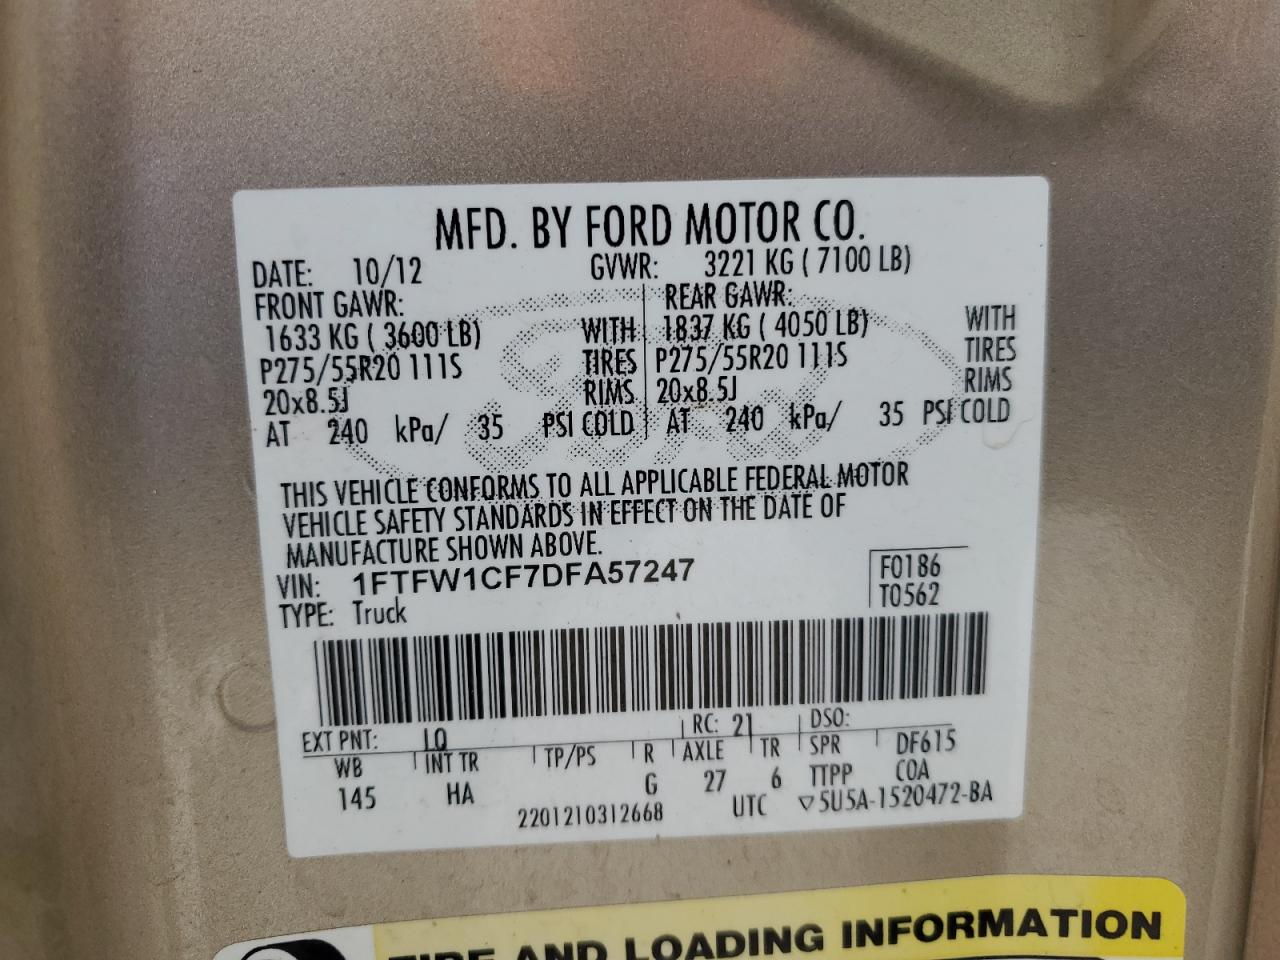 MFD. BY FORD MOTOR CO.
DATE: 10/12 GVWR: 3221 KG ( 7100 LB)
FRONT GAWR: REAR GAWR:
1633 KG ( 3600 LB) WITH 1837 KG ( 4050 LB) WITH
P275/55R20 111S TIRES P275/55R20 111S TIRES
20x8.5J RIMS 20x8.5J RIMS
AT 240 kPa/ 35 PSI COLD AT 240 kPa/ 35 PSI COLD
THIS VEHICLE CONFORMS TO ALL APPLICABLE FEDERAL MOTOR
VEHICLE SAFETY STANDARDS IN EFFECT ON THE DATE OF
MANUFACTURE SHOWN ABOVE.
VIN: 1FTFW1CF7DFA57247 F0186
TYPE: Truck T0562
EXT PNT: LQ RC: 21 DSO:
WB INT TR TP/PS R AXLE TR SPR DF615
145 HA G 27 6 TTPP COA
2201210312668 UTC ▽5U5A-1520472-BA
TIRE AND LOADING INFORMATION